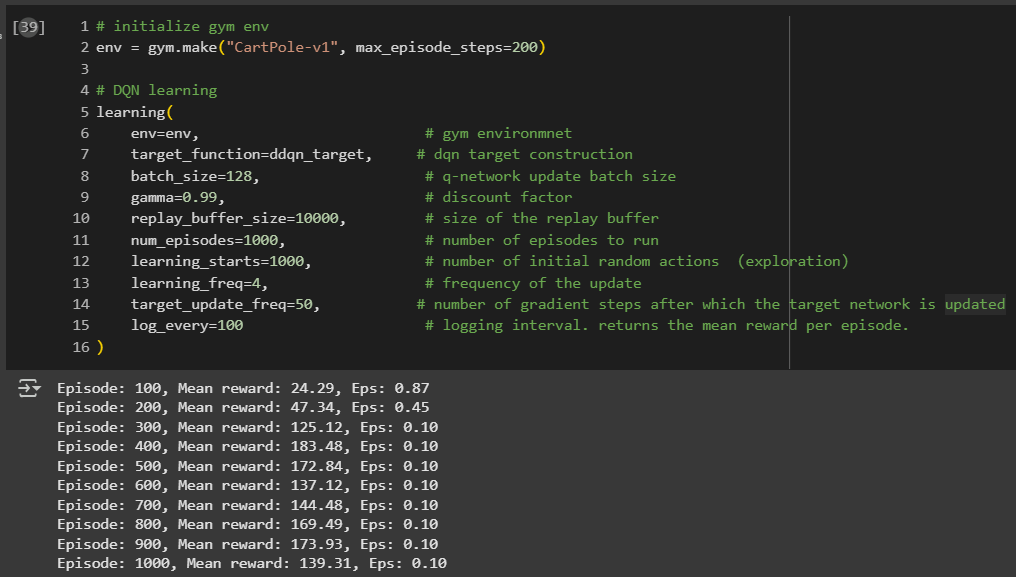 [39]
1 # initialize gym env
2 env = gym.make("CartPole-v1", max_episode_steps=200)
3
4 # DQN learning
5 learning(
6 env=env, # gym environmnet
7 target_function=ddqn_target, # dqn target construction
8 batch_size=128, # q-network update batch size
9 gamma=0.99, # discount factor
10 replay_buffer_size=10000, # size of the replay buffer
11 num_episodes=1000, # number of episodes to run
12 learning_starts=1000, # number of initial random actions  (exploration)
13 learning_freq=4, # frequency of the update
14 target_update_freq=50, # number of gradient steps after which the target network is updated
15 log_every=100 # logging interval. returns the mean reward per episode.
16 )
Episode: 100, Mean reward: 24.29, Eps: 0.87
Episode: 200, Mean reward: 47.34, Eps: 0.45
Episode: 300, Mean reward: 125.12, Eps: 0.10
Episode: 400, Mean reward: 183.48, Eps: 0.10
Episode: 500, Mean reward: 172.84, Eps: 0.10
Episode: 600, Mean reward: 137.12, Eps: 0.10
Episode: 700, Mean reward: 144.48, Eps: 0.10
Episode: 800, Mean reward: 169.49, Eps: 0.10
Episode: 900, Mean reward: 173.93, Eps: 0.10
Episode: 1000, Mean reward: 139.31, Eps: 0.10